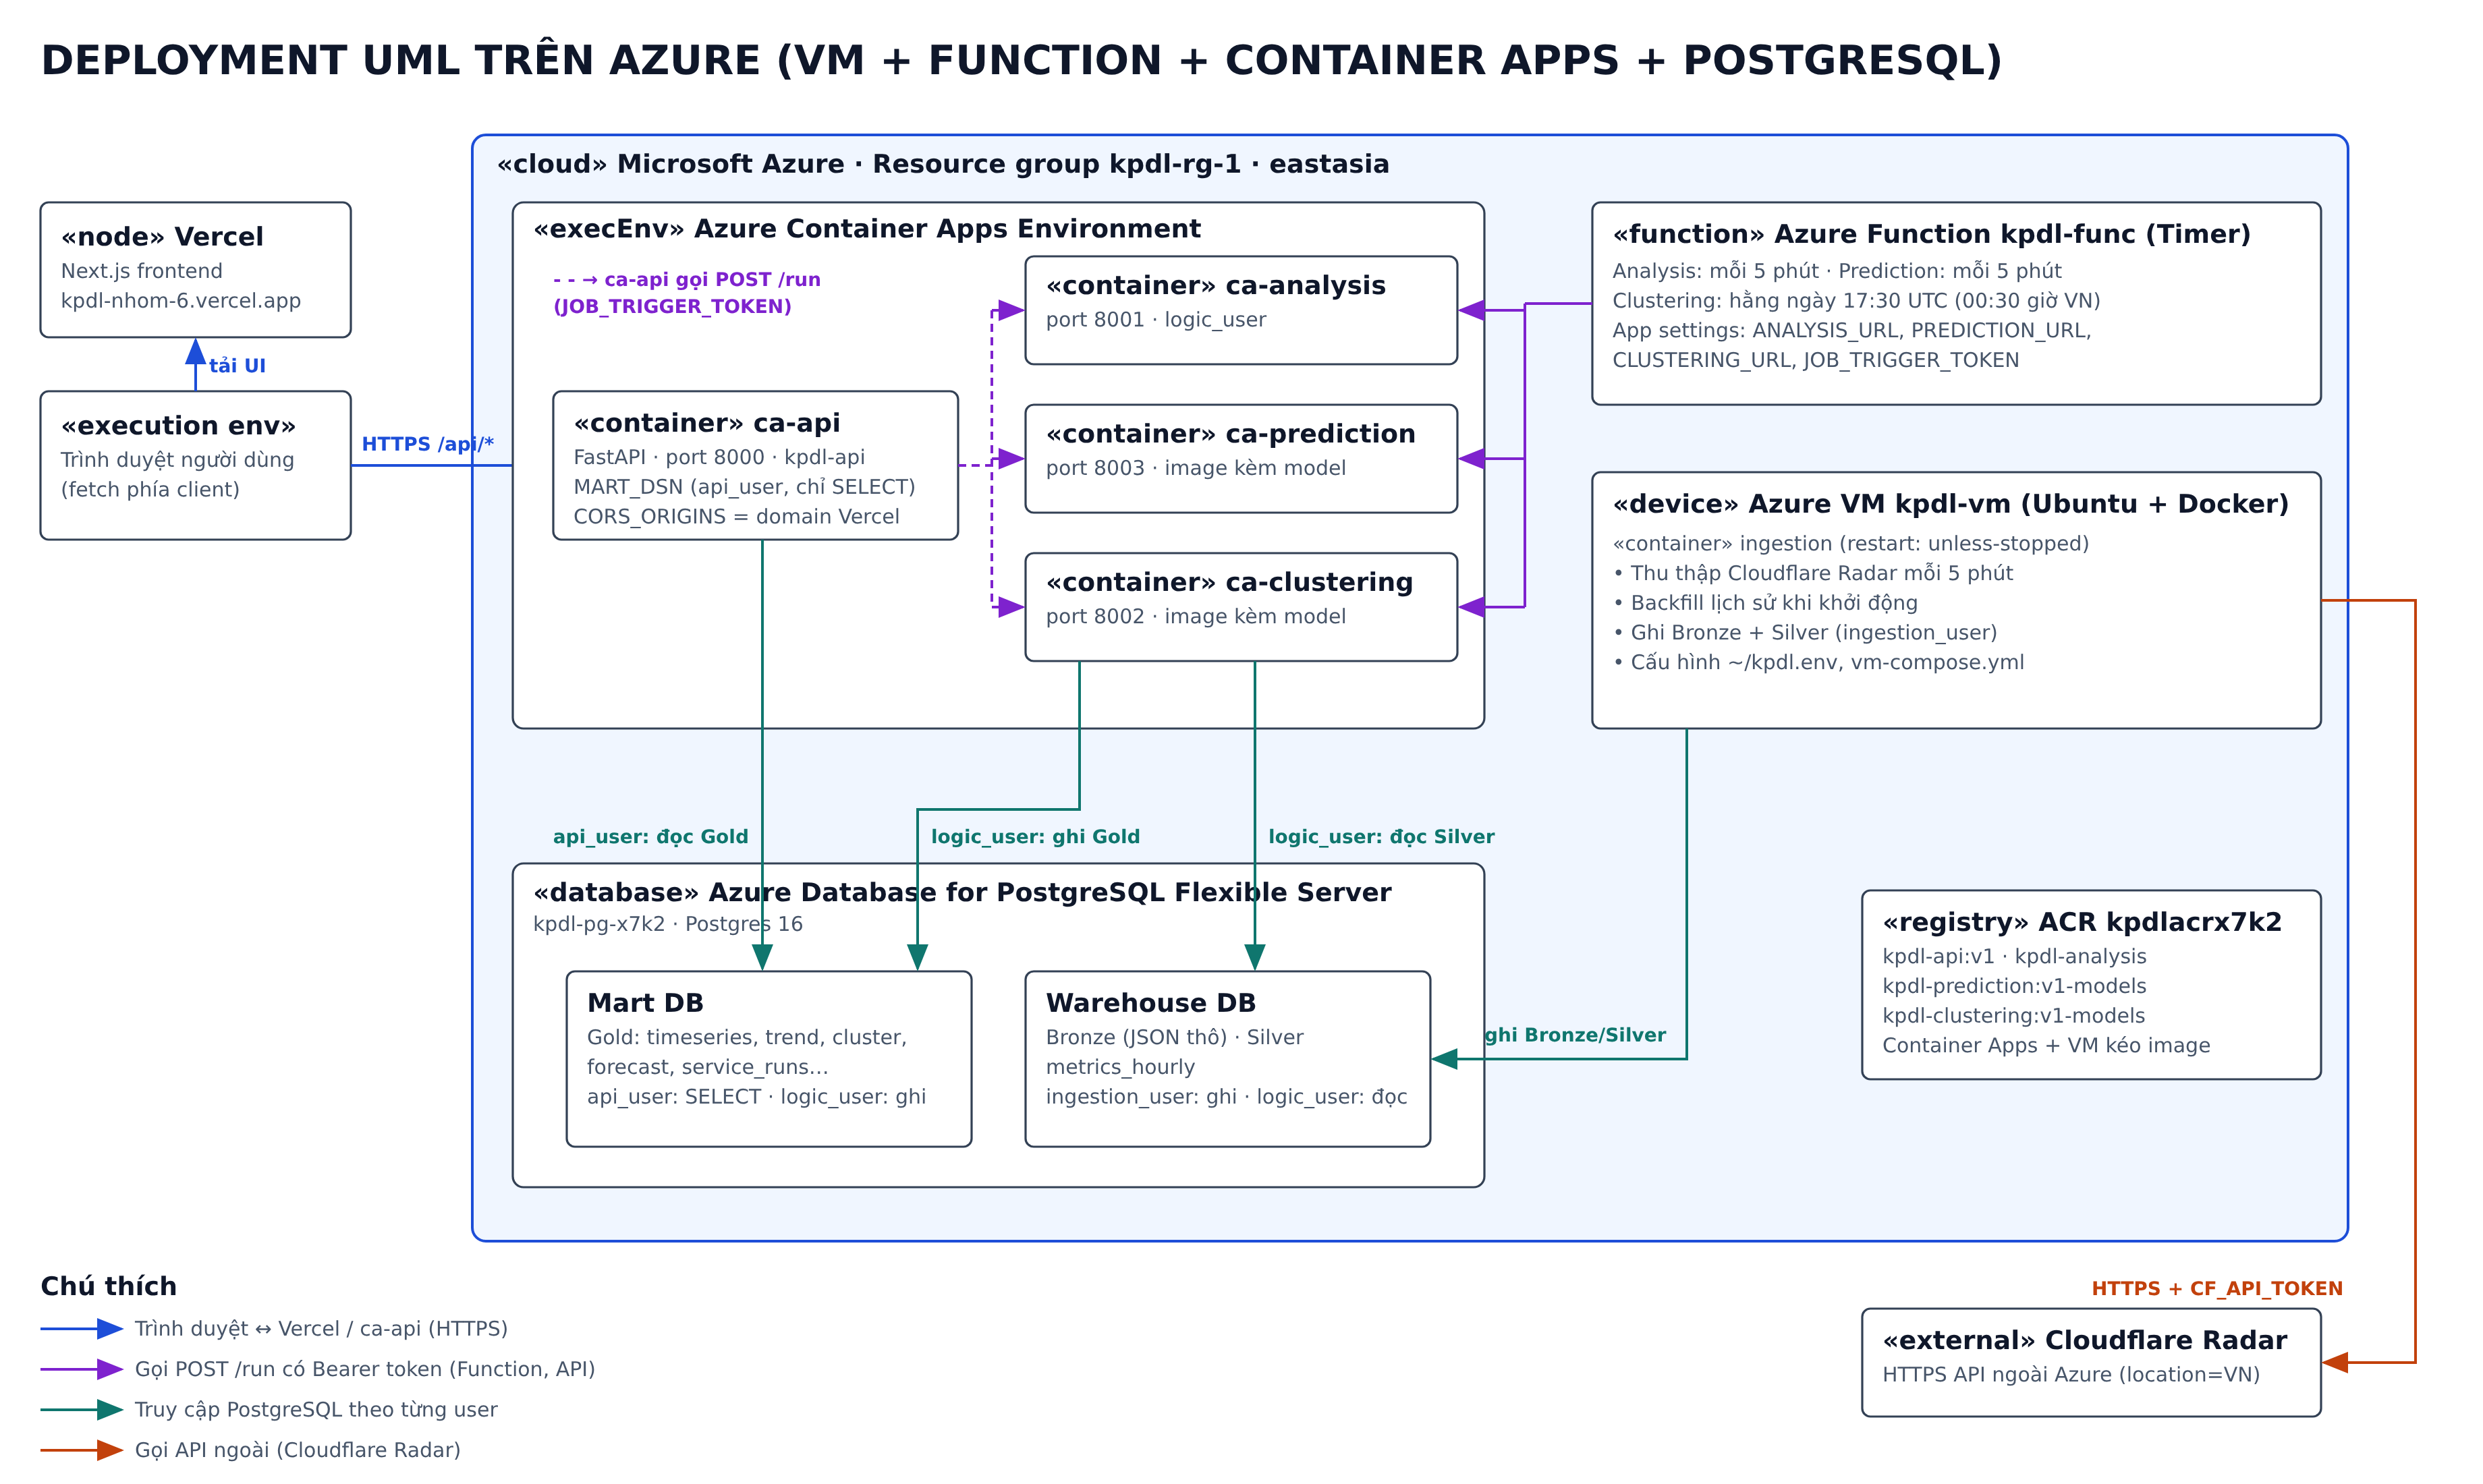 DEPLOYMENT UML TRÊN AZURE (VM + FUNCTION + CONTAINER APPS + POSTGRESQL)
«cloud» Microsoft Azure · Resource group kpdl-rg-1 · eastasia
«node» Vercel
Next.js frontend
kpdl-nhom-6.vercel.app
tải UI
«execution env»
Trình duyệt người dùng
(fetch phía client)
HTTPS /api/*
«execEnv» Azure Container Apps Environment
- - → ca-api gọi POST /run
(JOB_TRIGGER_TOKEN)
«container» ca-api
FastAPI · port 8000 · kpdl-api
MART_DSN (api_user, chỉ SELECT)
CORS_ORIGINS = domain Vercel
«container» ca-analysis
port 8001 · logic_user
«container» ca-prediction
port 8003 · image kèm model
«container» ca-clustering
port 8002 · image kèm model
«function» Azure Function kpdl-func (Timer)
Analysis: mỗi 5 phút · Prediction: mỗi 5 phút
Clustering: hằng ngày 17:30 UTC (00:30 giờ VN)
App settings: ANALYSIS_URL, PREDICTION_URL,
CLUSTERING_URL, JOB_TRIGGER_TOKEN
«device» Azure VM kpdl-vm (Ubuntu + Docker)
«container» ingestion (restart: unless-stopped)
• Thu thập Cloudflare Radar mỗi 5 phút
• Backfill lịch sử khi khởi động
• Ghi Bronze + Silver (ingestion_user)
• Cấu hình ~/kpdl.env, vm-compose.yml
api_user: đọc Gold
logic_user: ghi Gold
logic_user: đọc Silver
«database» Azure Database for PostgreSQL Flexible Server
kpdl-pg-x7k2 · Postgres 16
Mart DB
Gold: timeseries, trend, cluster,
forecast, service_runs...
api_user: SELECT · logic_user: ghi
Warehouse DB
Bronze (JSON thô) · Silver
metrics_hourly
ingestion_user: ghi · logic_user: đọc
ghi Bronze/Silver
«registry» ACR kpdlacrx7k2
kpdl-api:v1 · kpdl-analysis
kpdl-prediction:v1-models
kpdl-clustering:v1-models
Container Apps + VM kéo image
HTTPS + CF_API_TOKEN
«external» Cloudflare Radar
HTTPS API ngoài Azure (location=VN)
Chú thích
Trình duyệt ↔ Vercel / ca-api (HTTPS)
Gọi POST /run có Bearer token (Function, API)
Truy cập PostgreSQL theo từng user
Gọi API ngoài (Cloudflare Radar)